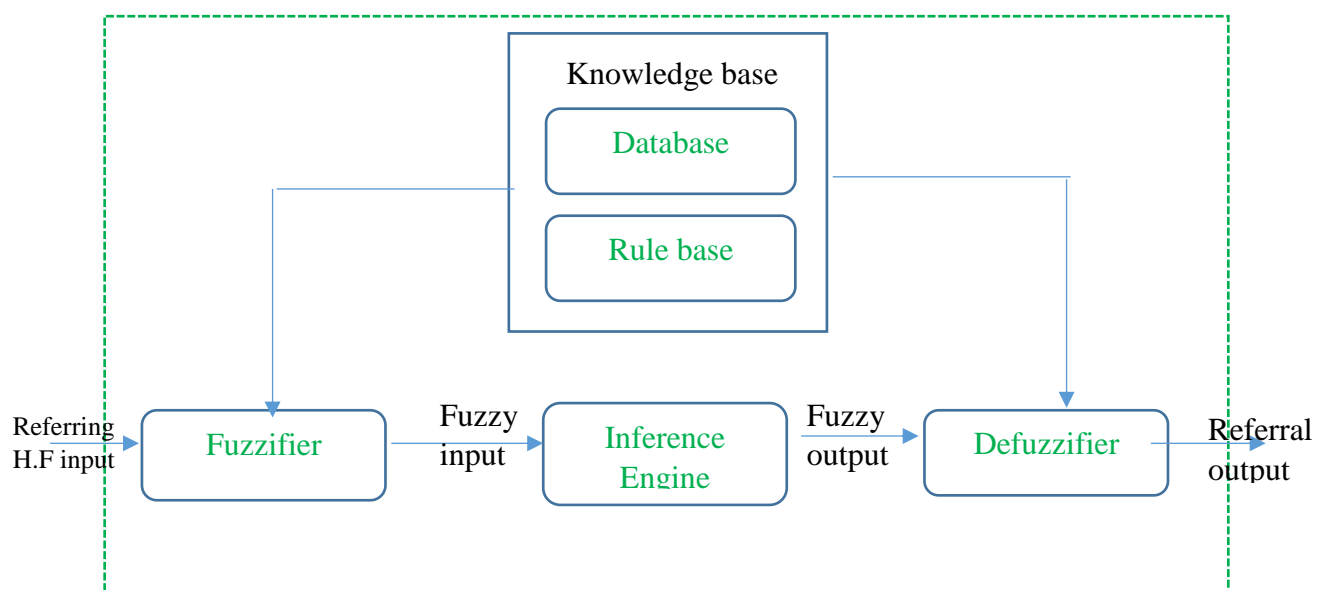 Knowledge base
Database
Rule base
Referring
H.F input
Fuzzifier
Fuzzy
input
Inference
Engine
Fuzzy
output
Defuzzifier
Referral
output